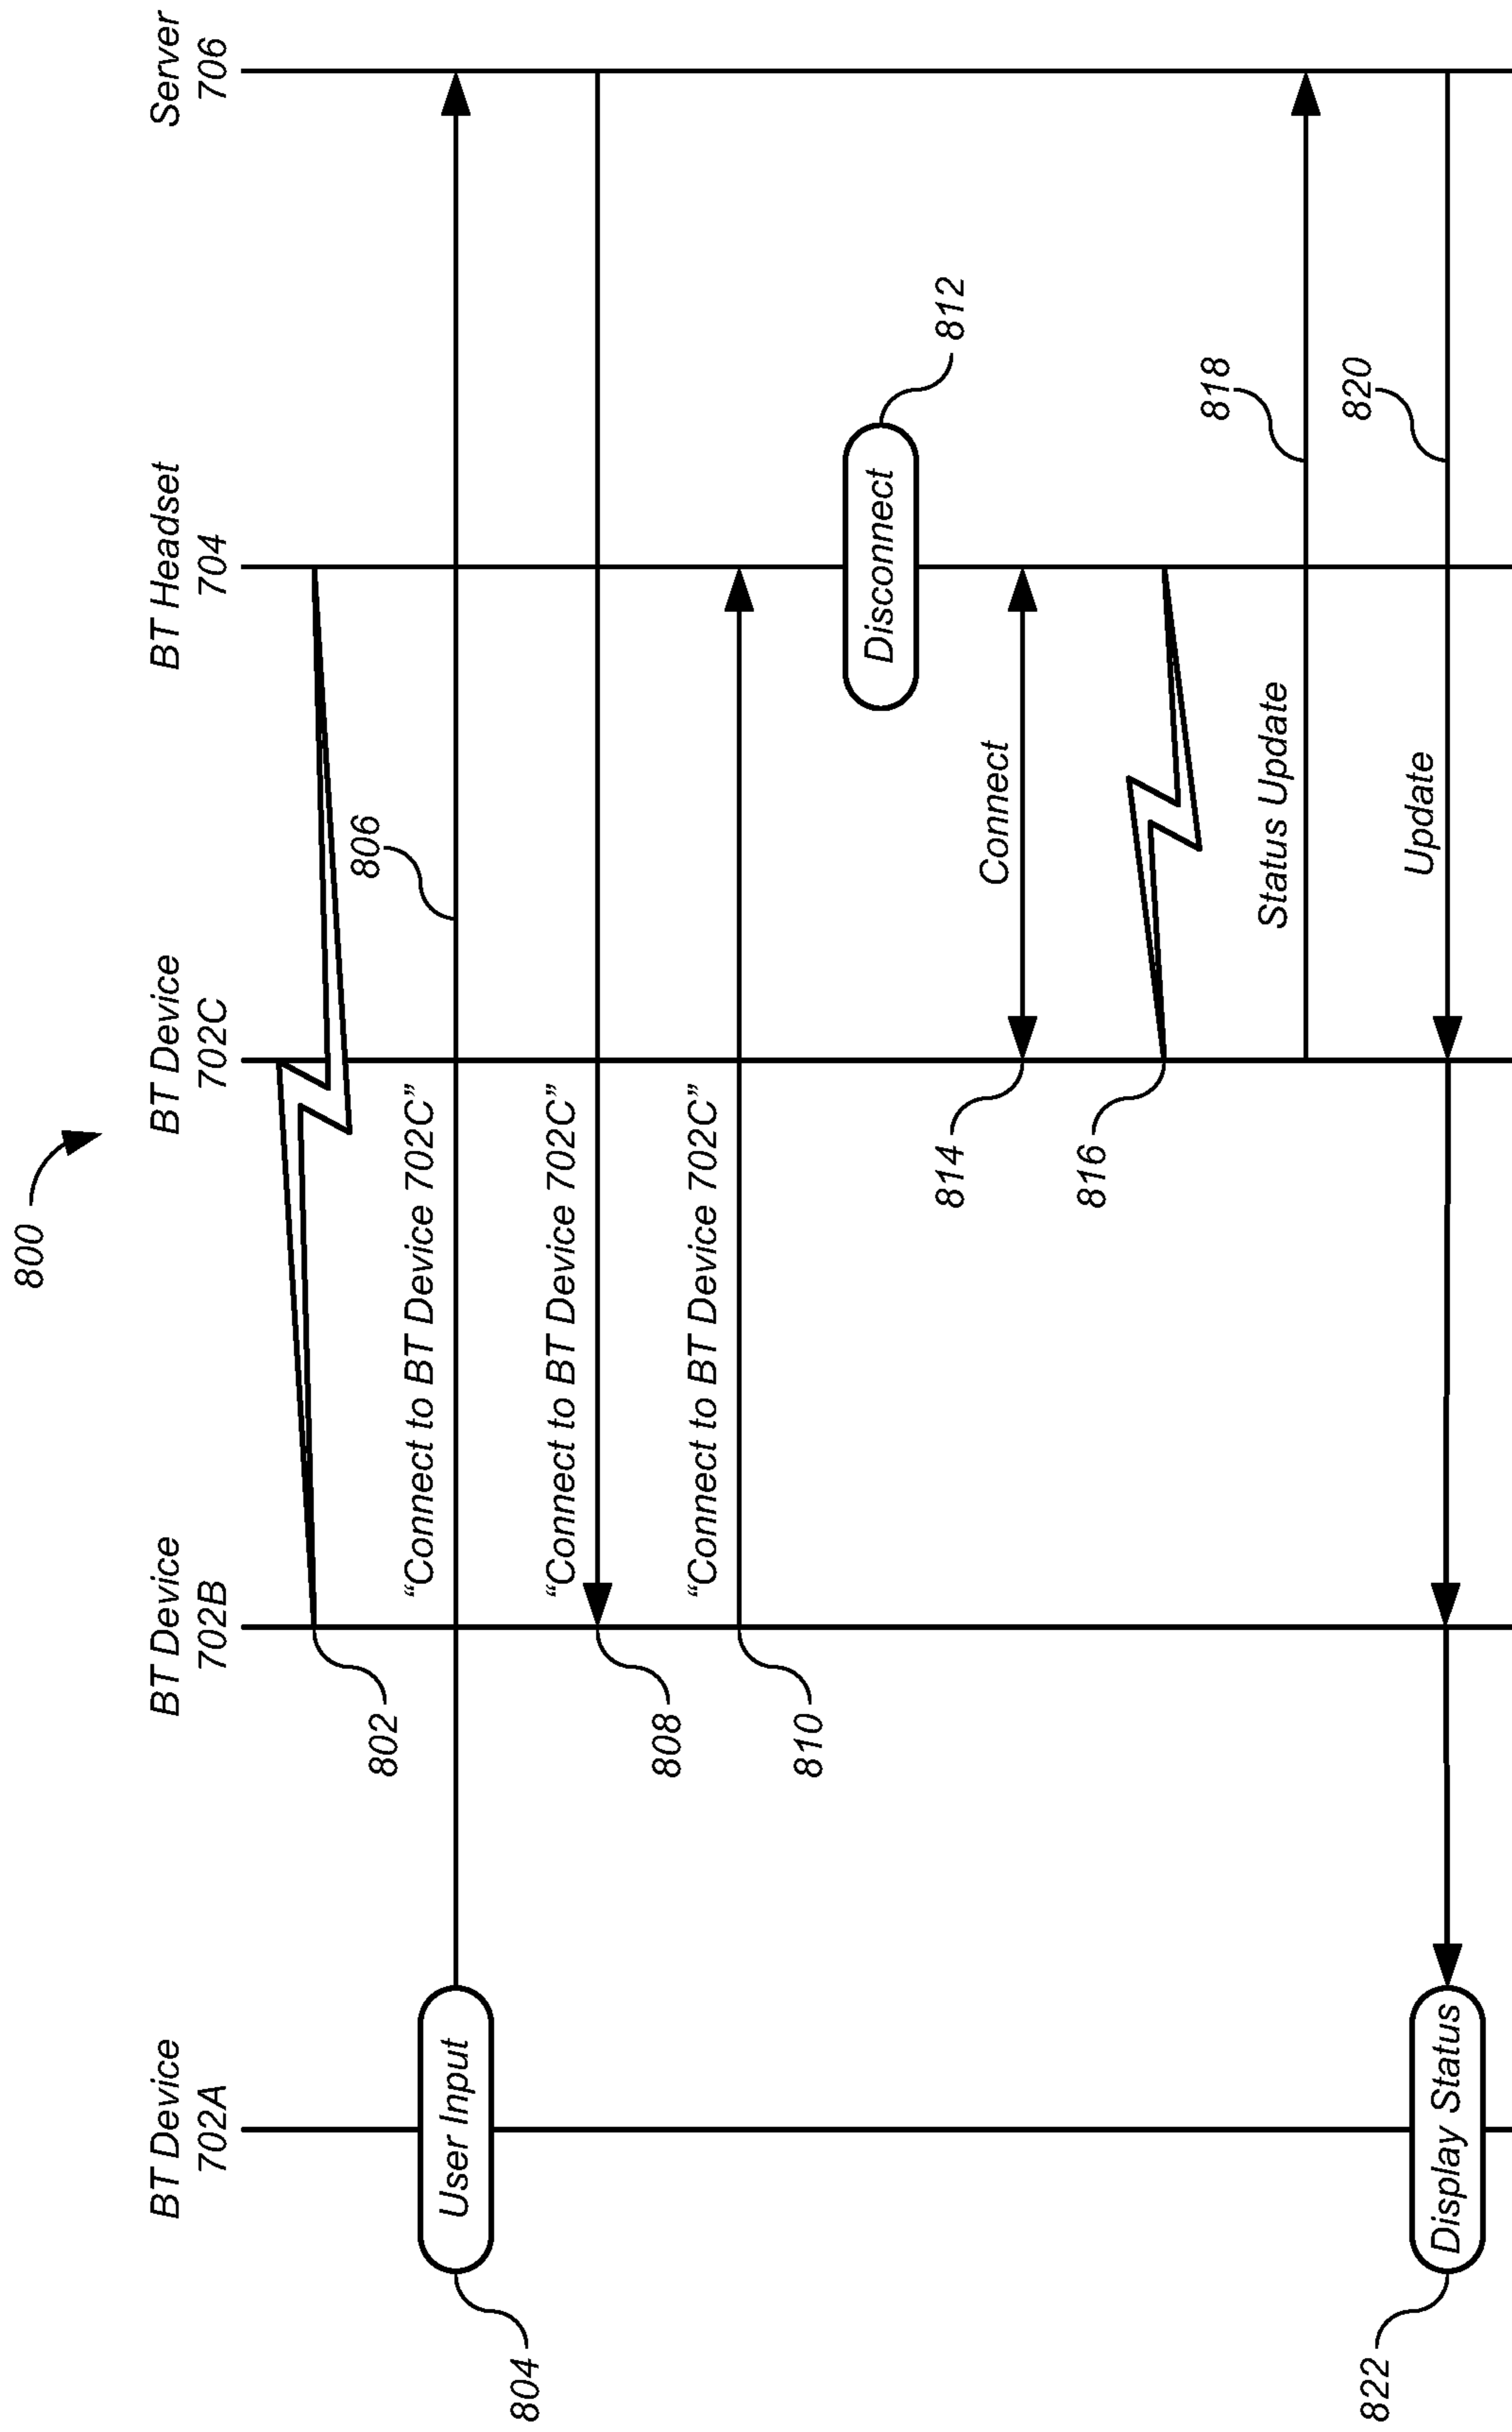 800
BT Device
702A
BT Device
702B
BT Device
702C
BT Headset
704
Server
706
802
804
User Input
806
"Connect to BT Device 702C"
808
"Connect to BT Device 702C"
810
"Connect to BT Device 702C"
Disconnect
812
814
Connect
816
Status Update
818
820
Update
822
Display Status